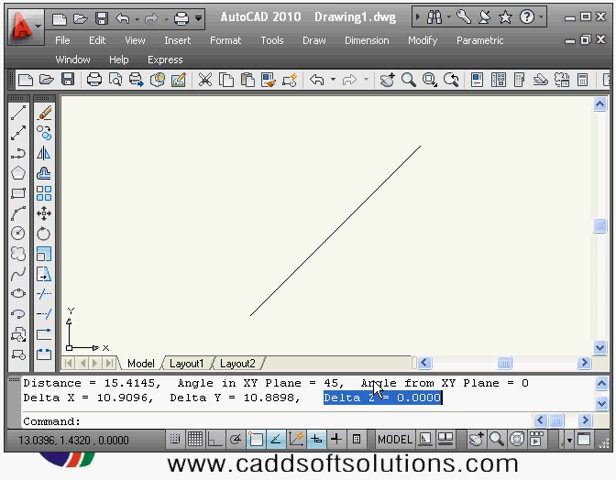 AutoCAD 2010 Drawing1.dwg
File Edit View Insert Format Tools Draw Dimension Modify Parametric
Window Help Express
Y
X
Model Layout1 Layout2
Distance = 15.4145, Angle in XY Plane = 45, Angle from XY Plane = 0
Delta X = 10.9096, Delta Y = 10.8898, Delta Z = 0.0000
Command:
13.0396, 1.4320, 0.0000 MODEL
www.caddsoftsolutions.com